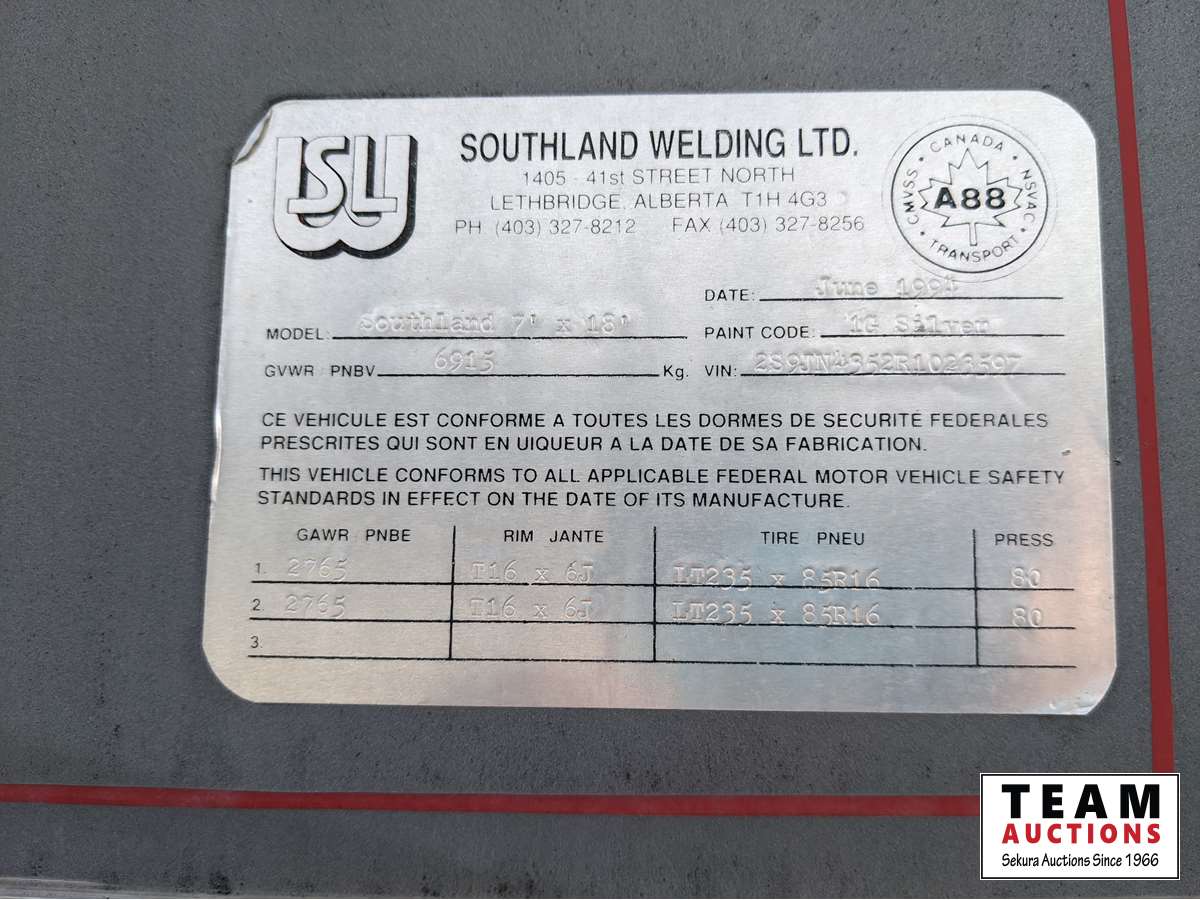 SLW
SOUTHLAND WELDING LTD.
1405 - 41st STREET NORTH
LETHBRIDGE, ALBERTA T1H 4G3
PH (403) 327-8212 FAX (403) 327-8256
CANADA
CMVSS
NSVAC
A88
TRANSPORT
DATE: June
MODEL: Southland 7' x 18'
PAINT CODE: 1G Silver
GVWR PNBV 6915 Kg.
VIN: 2S9JN4352R1023597
CE VEHICULE EST CONFORME A TOUTES LES DORMES DE SECURITÉ FEDERALES
PRESCRITES QUI SONT EN UIQUEUR A LA DATE DE SA FABRICATION.
THIS VEHICLE CONFORMS TO ALL APPLICABLE FEDERAL MOTOR VEHICLE SAFETY
STANDARDS IN EFFECT ON THE DATE OF ITS MANUFACTURE.
GAWR PNBE RIM JANTE TIRE PNEU PRESS
1. 2765 T16 x 6J LT235 x 85R16 80
2 2765 T16 x 6J LT235 x 85R16 80
3
TEAM
AUCTIONS
Sekura Auctions Since 1966